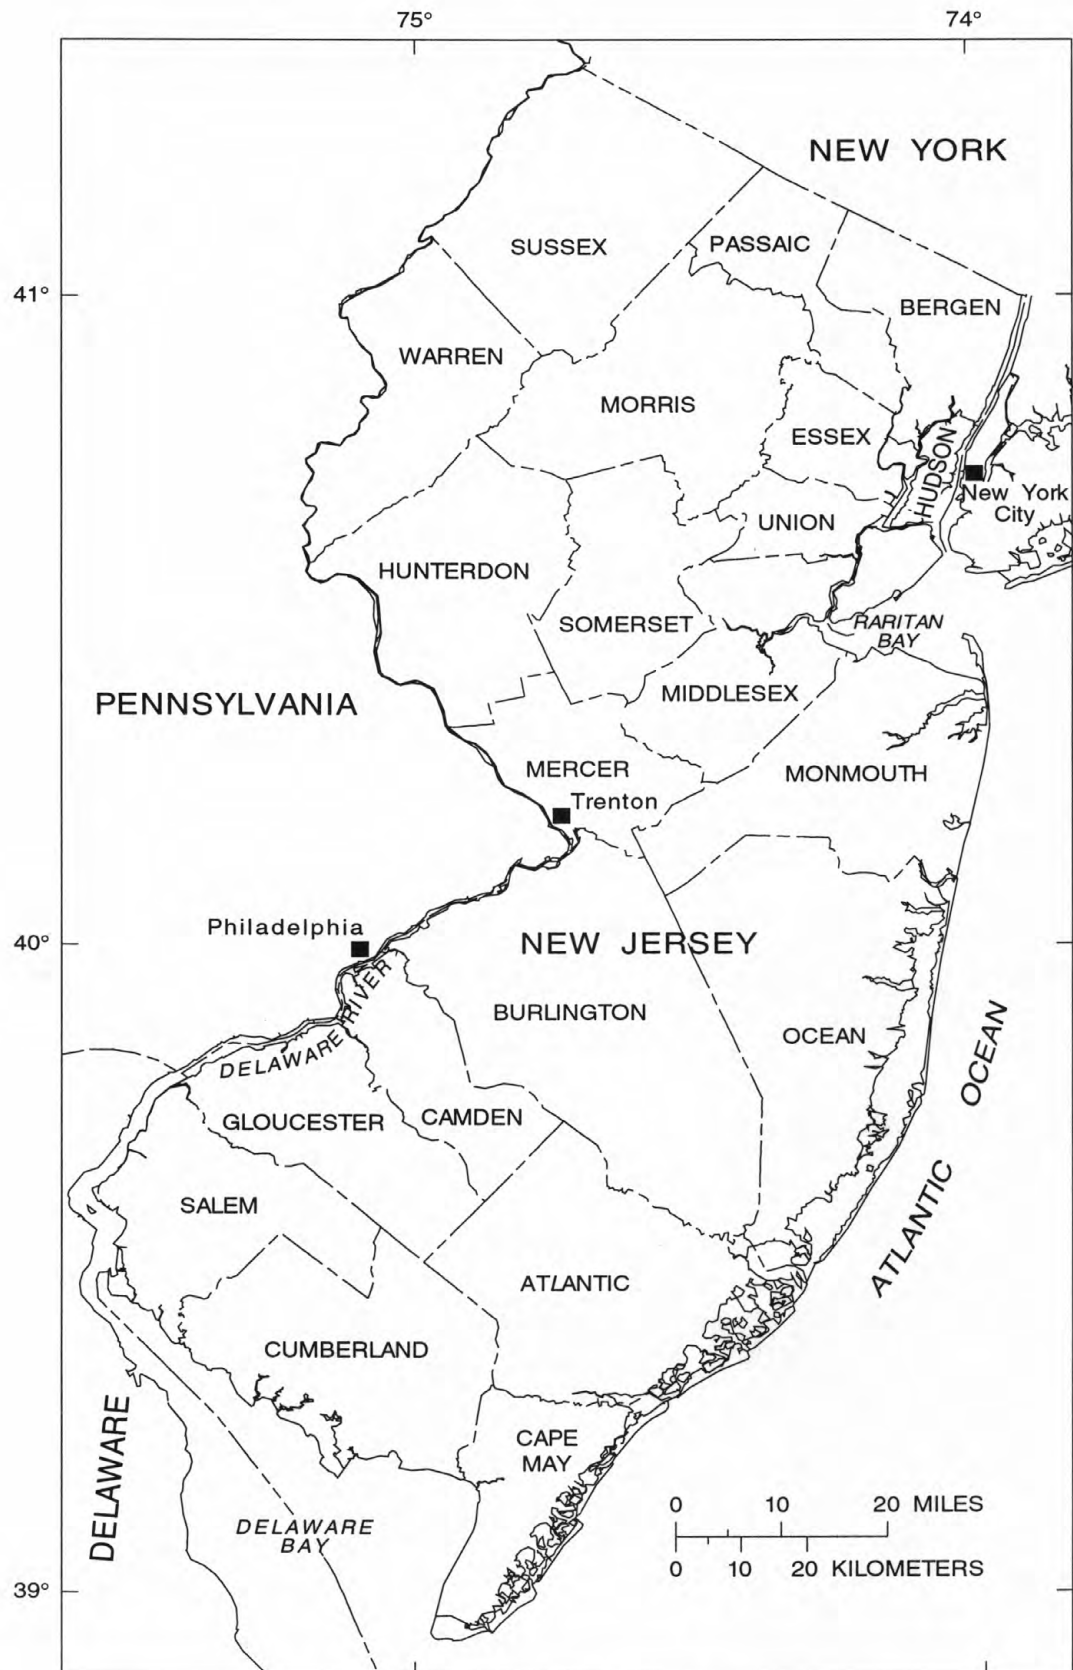 75° 74°
NEW YORK
SUSSEX
PASSAIC
41°
BERGEN
WARREN
MORRIS
ESSEX
HUDSON
New York
City
UNION
HUNTERDON
SOMERSET
RARITAN
BAY
MIDDLESEX
PENNSYLVANIA
MERCER
MONMOUTH
Trenton
Philadelphia
40°
NEW JERSEY
DELAWARE RIVER
BURLINGTON
OCEAN
ATLANTIC OCEAN
GLOUCESTER
CAMDEN
SALEM
ATLANTIC
CUMBERLAND
CAPE
MAY
DELAWARE
DELAWARE
BAY
0 10 20 MILES
0 10 20 KILOMETERS
39°